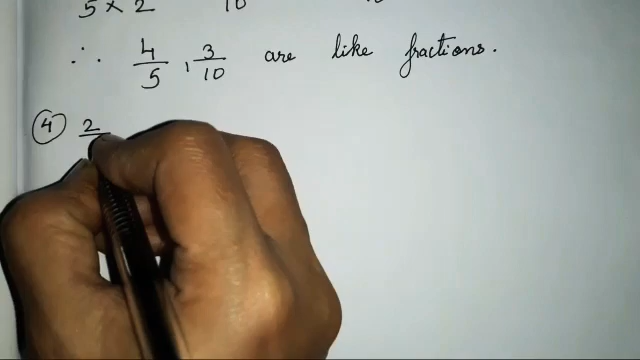 5 × 2 10
∴ 4/5 , 3/10 are like fractions.
④ 2